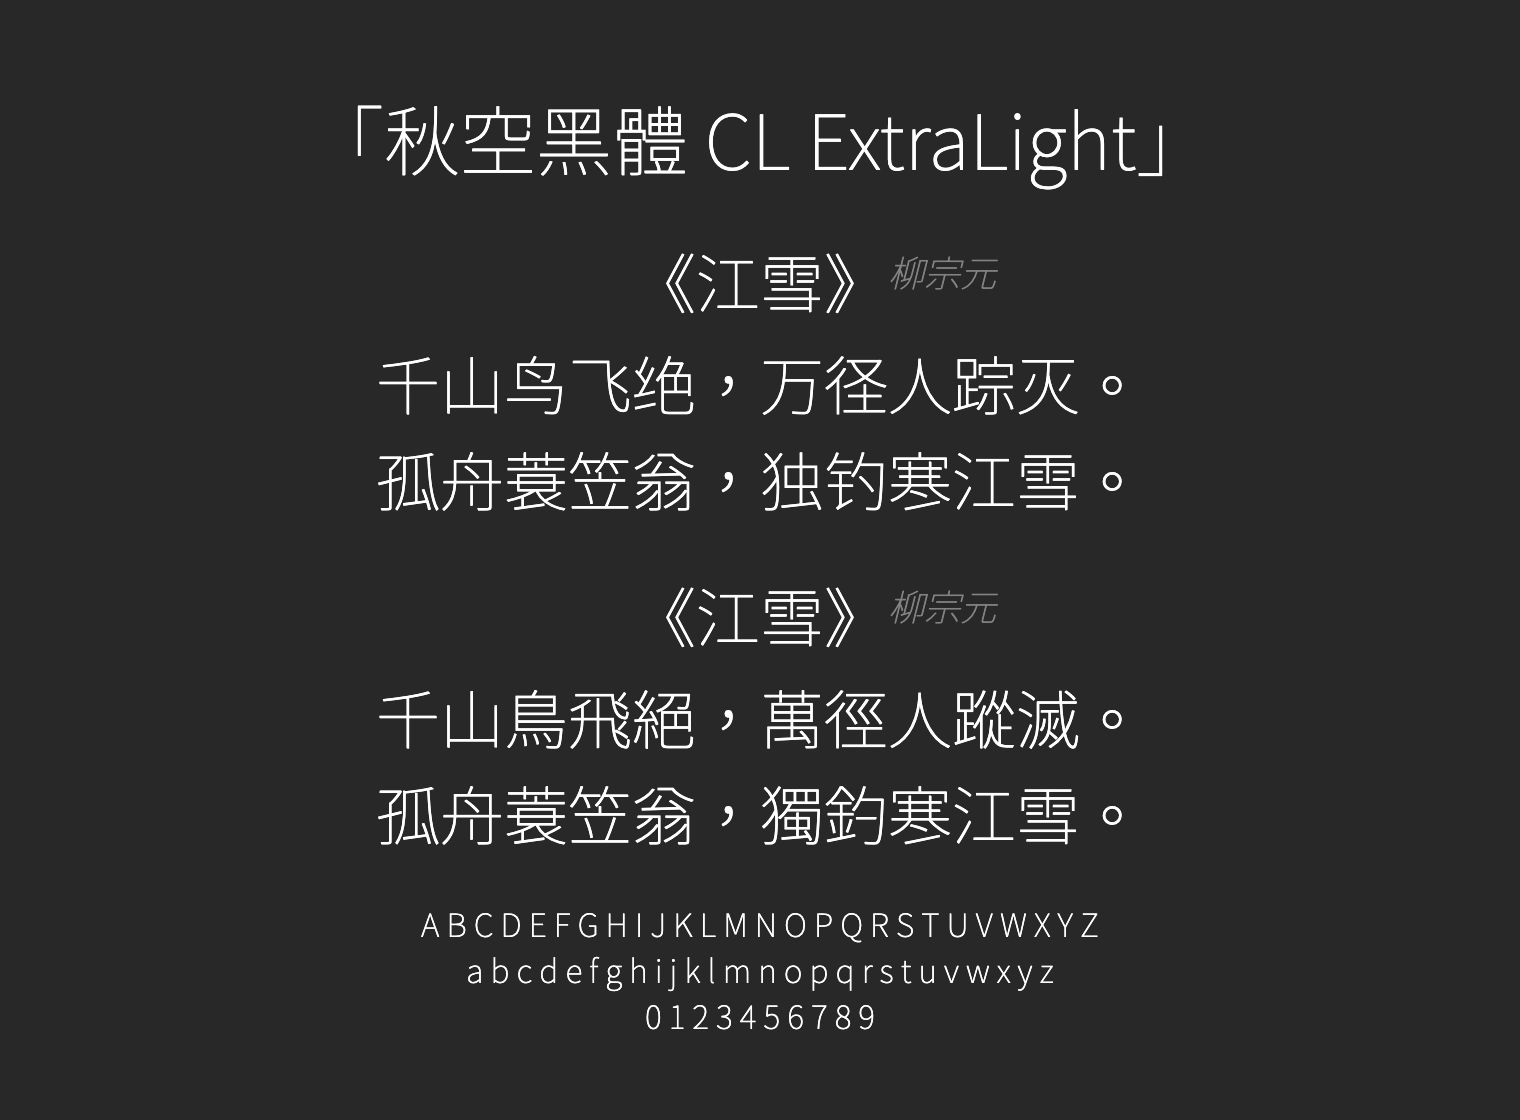 「秋空黑體 CL ExtraLight」
《江雪》 柳宗元
千山鸟飞绝，万径人踪灭。
孤舟蓑笠翁，独钓寒江雪。
《江雪》 柳宗元
千山鳥飛絕，萬徑人蹤滅。
孤舟蓑笠翁，獨釣寒江雪。
ABCDEFGHIJKLMNOPQRSTUVWXYZ
abcdefghijklmnopqrstuvwxyz
0123456789